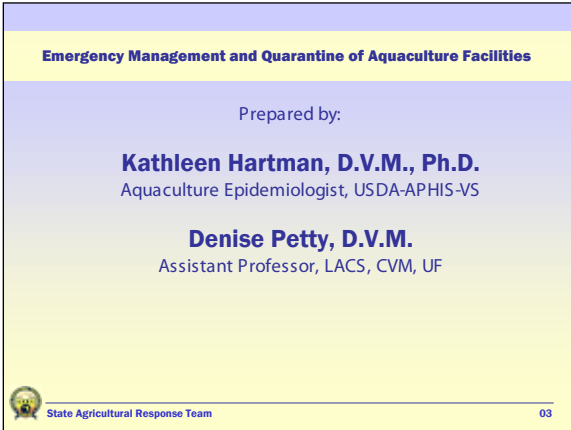 Emergency Management and Quarantine of Aquaculture Facilities
Prepared by:
Kathleen Hartman, D.V.M., Ph.D.
Aquaculture Epidemiologist, USDA-APHIS-VS
Denise Petty, D.V.M.
Assistant Professor, LACS, CVM, UF
State Agricultural Response Team 03